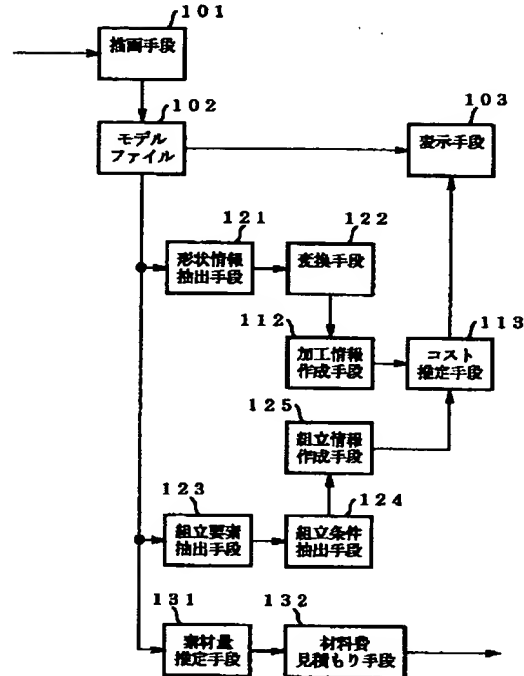 101
描画手段
102
モデル
ファイル
103
表示手段
121
形状情報
抽出手段
122
変換手段
112
加工情報
作成手段
113
コスト
推定手段
125
組立情報
作成手段
123
組立要素
抽出手段
124
組立条件
抽出手段
131
素材量
推定手段
132
材料費
見積もり手段